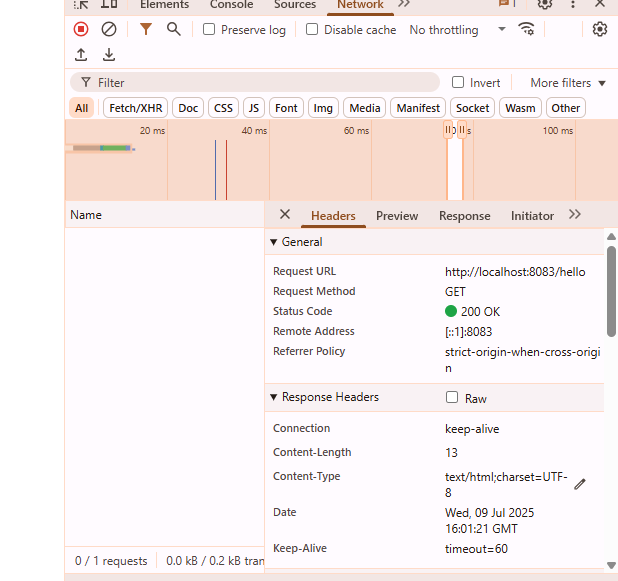 Elements Console Sources Network 1
Preserve log Disable cache No throttling
Filter Invert More filters
All Fetch/XHR Doc CSS JS Font Img Media Manifest Socket Wasm Other
20 ms 40 ms 60 ms 100 ms
Name Headers Preview Response Initiator
General
Request URL http://localhost:8083/hello
Request Method GET
Status Code 200 OK
Remote Address [::1]:8083
Referrer Policy strict-origin-when-cross-origi
n
Response Headers Raw
Connection keep-alive
Content-Length 13
Content-Type text/html;charset=UTF-
8
Date Wed, 09 Jul 2025
16:01:21 GMT
Keep-Alive timeout=60
0 / 1 requests 0.0 kB / 0.2 kB tran